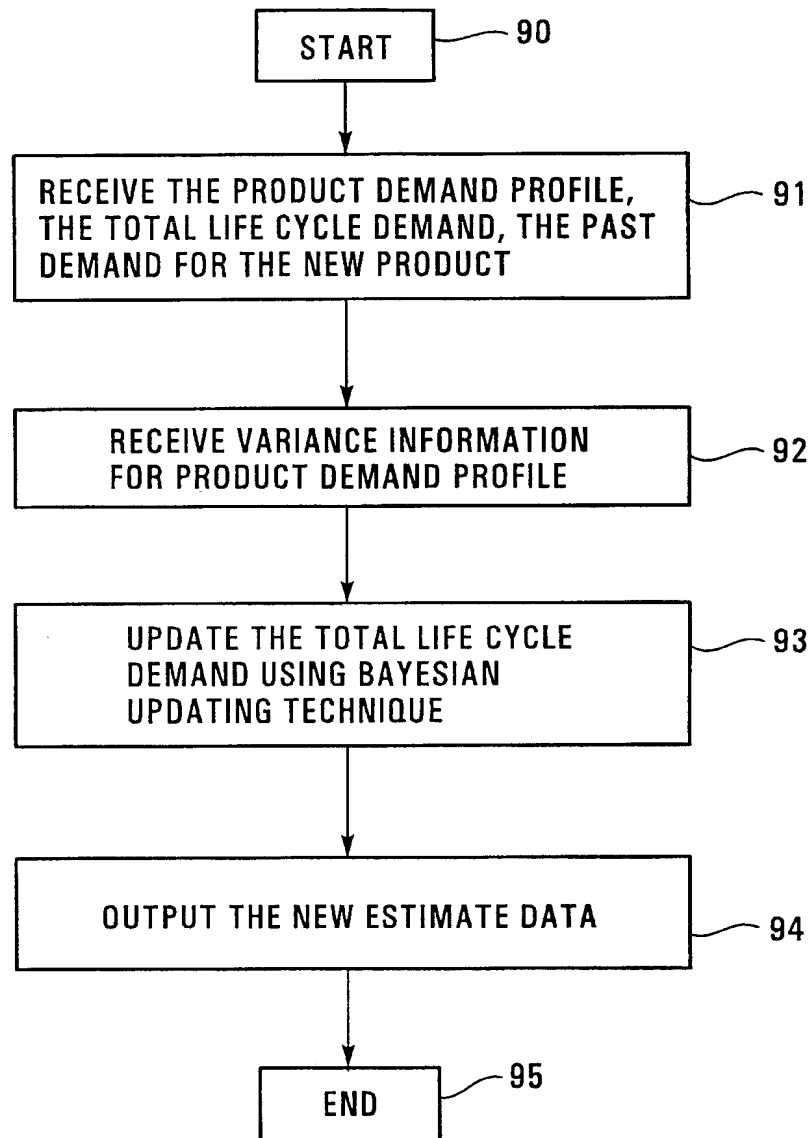 START
90
RECEIVE THE PRODUCT DEMAND PROFILE,
THE TOTAL LIFE CYCLE DEMAND, THE PAST
DEMAND FOR THE NEW PRODUCT
91
RECEIVE VARIANCE INFORMATION
FOR PRODUCT DEMAND PROFILE
92
UPDATE THE TOTAL LIFE CYCLE
DEMAND USING BAYESIAN
UPDATING TECHNIQUE
93
OUTPUT THE NEW ESTIMATE DATA
94
END
95